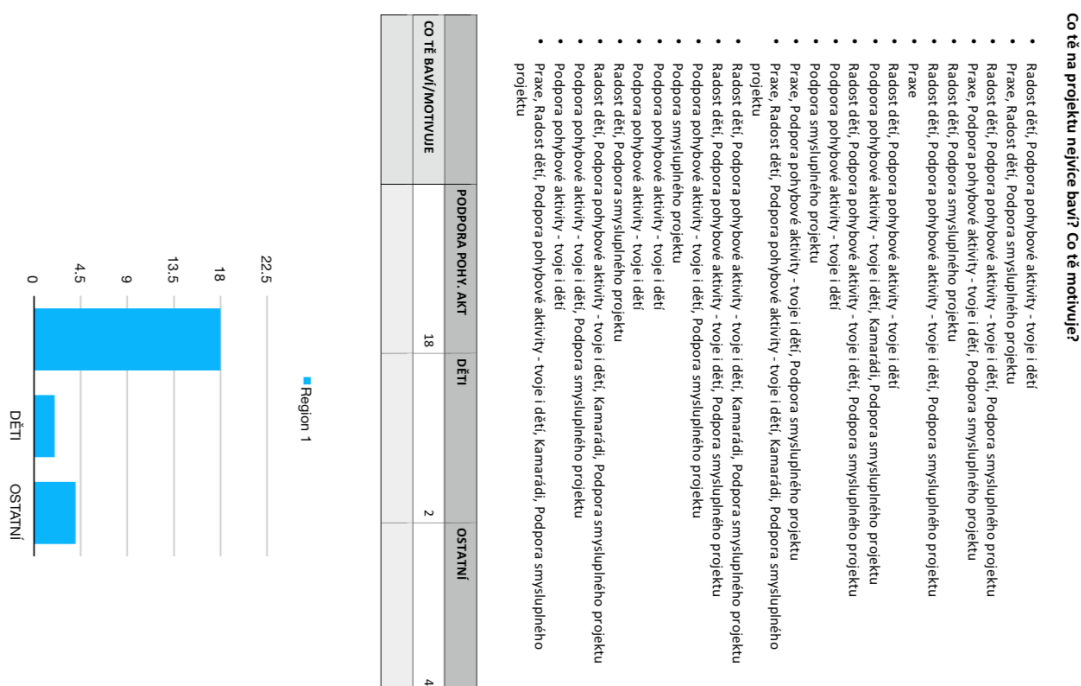 Co tě na projektu nejvíce baví? Co tě motivuje?
• Radost dětí, Podpora pohybové aktivity - tvoje i dětí
• Praxe, Radost dětí, Podpora smysluplného projektu
• Radost dětí, Podpora pohybové aktivity - tvoje i dětí, Podpora smysluplného projektu
• Praxe, Podpora pohybové aktivity - tvoje i dětí, Podpora smysluplného projektu
• Radost dětí, Podpora smysluplného projektu
• Radost dětí, Podpora pohybové aktivity - tvoje i dětí, Podpora smysluplného projektu
• Praxe
• Radost dětí, Podpora pohybové aktivity - tvoje i dětí
• Podpora pohybové aktivity - tvoje i dětí, Kamarádi, Podpora smysluplného projektu
• Radost dětí, Podpora pohybové aktivity - tvoje i dětí, Podpora smysluplného projektu
• Podpora pohybové aktivity - tvoje i dětí
• Podpora smysluplného projektu
• Praxe, Podpora pohybové aktivity - tvoje i dětí, Podpora smysluplného projektu
• Praxe, Radost dětí, Podpora pohybové aktivity - tvoje i dětí, Kamarádi, Podpora smysluplného
projektu
• Radost dětí, Podpora pohybové aktivity - tvoje i dětí, Kamarádi, Podpora smysluplného projektu
• Radost dětí, Podpora pohybové aktivity - tvoje i dětí, Podpora smysluplného projektu
• Podpora pohybové aktivity - tvoje i dětí, Podpora smysluplného projektu
• Podpora smysluplného projektu
• Podpora pohybové aktivity - tvoje i dětí
• Podpora pohybové aktivity - tvoje i dětí
• Radost dětí, Podpora smysluplného projektu
• Radost dětí, Podpora pohybové aktivity - tvoje i dětí, Kamarádi, Podpora smysluplného projektu
• Podpora pohybové aktivity - tvoje i dětí, Podpora smysluplného projektu
• Podpora pohybové aktivity - tvoje i dětí
• Praxe, Radost dětí, Podpora pohybové aktivity - tvoje i dětí, Kamarádi, Podpora smysluplného
projektu
PODPORA POHY. AKT DĚTI OSTATNÍ
CO TĚ BAVÍ/MOTIVUJE 18 2 4
Region 1
22.5
18
13.5
9
4.5
0
DĚTI OSTATNÍ